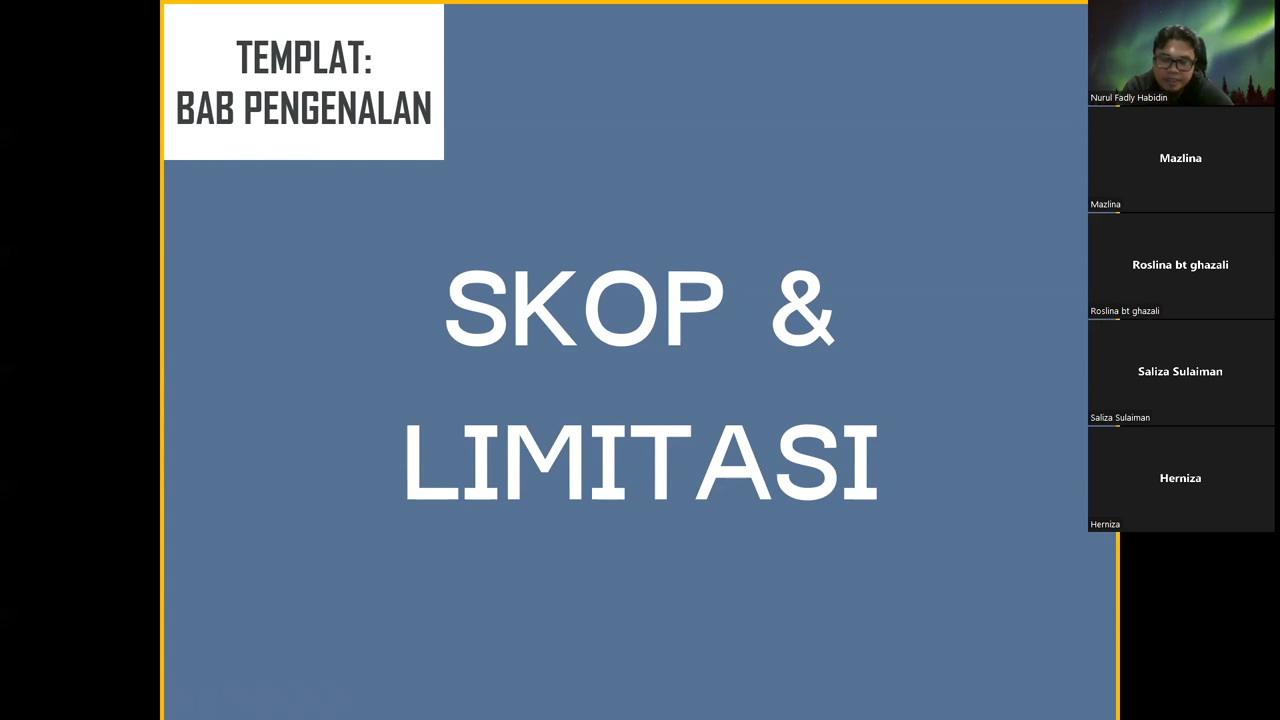 TEMPLAT:
BAB PENGENALAN
SKOP &
LIMITASI
Nurul Fadly Habidin
Mazlina
Mazlina
Roslina bt ghazali
Roslina bt ghazali
Saliza Sulaiman
Saliza Sulaiman
Herniza
Herniza